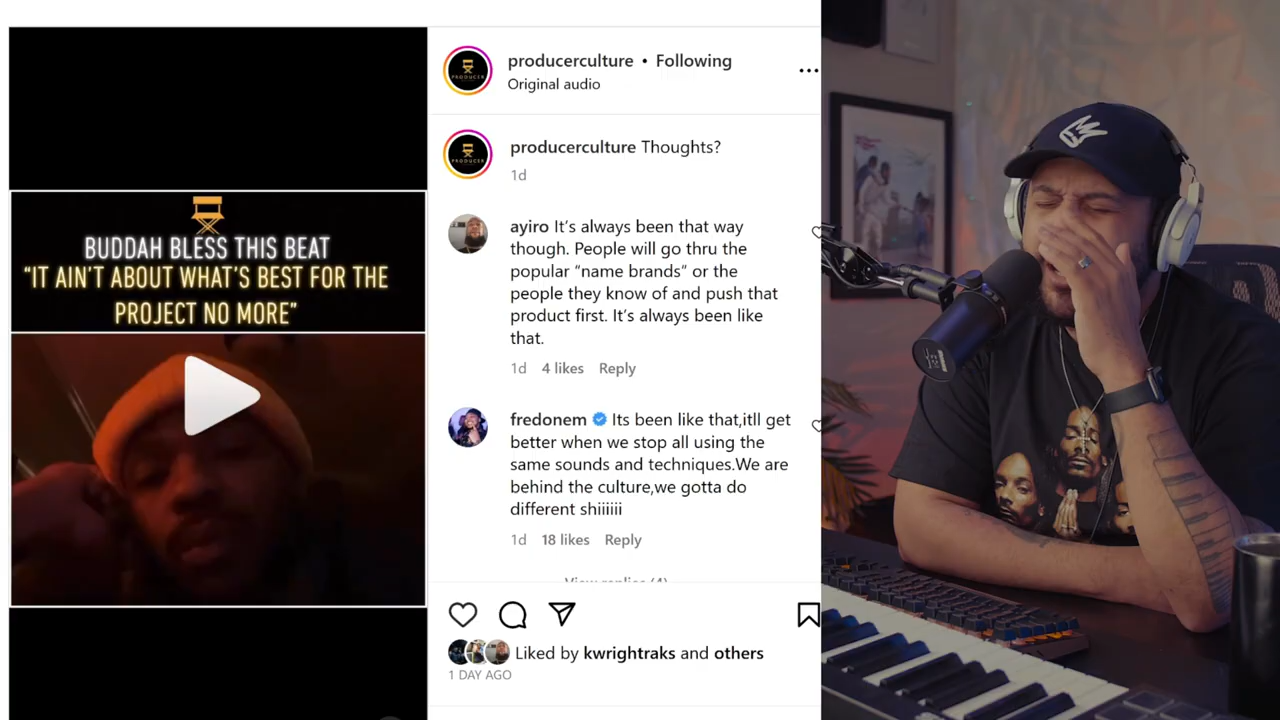 BUDDAH BLESS THIS BEAT
“IT AIN’T ABOUT WHAT’S BEST FOR THE
PROJECT NO MORE”
producerculture • Following
Original audio
producerculture Thoughts?
1d
ayiro It’s always been that way
though. People will go thru the
popular “name brands” or the
people they know of and push that
product first. It’s always been like
that.
1d 4 likes Reply
fredonem Its been like that,itll get
better when we stop all using the
same sounds and techniques.We are
behind the culture,we gotta do
different shiiiiii
1d 18 likes Reply
View replies (4)
Liked by kwrightraks and others
1 DAY AGO